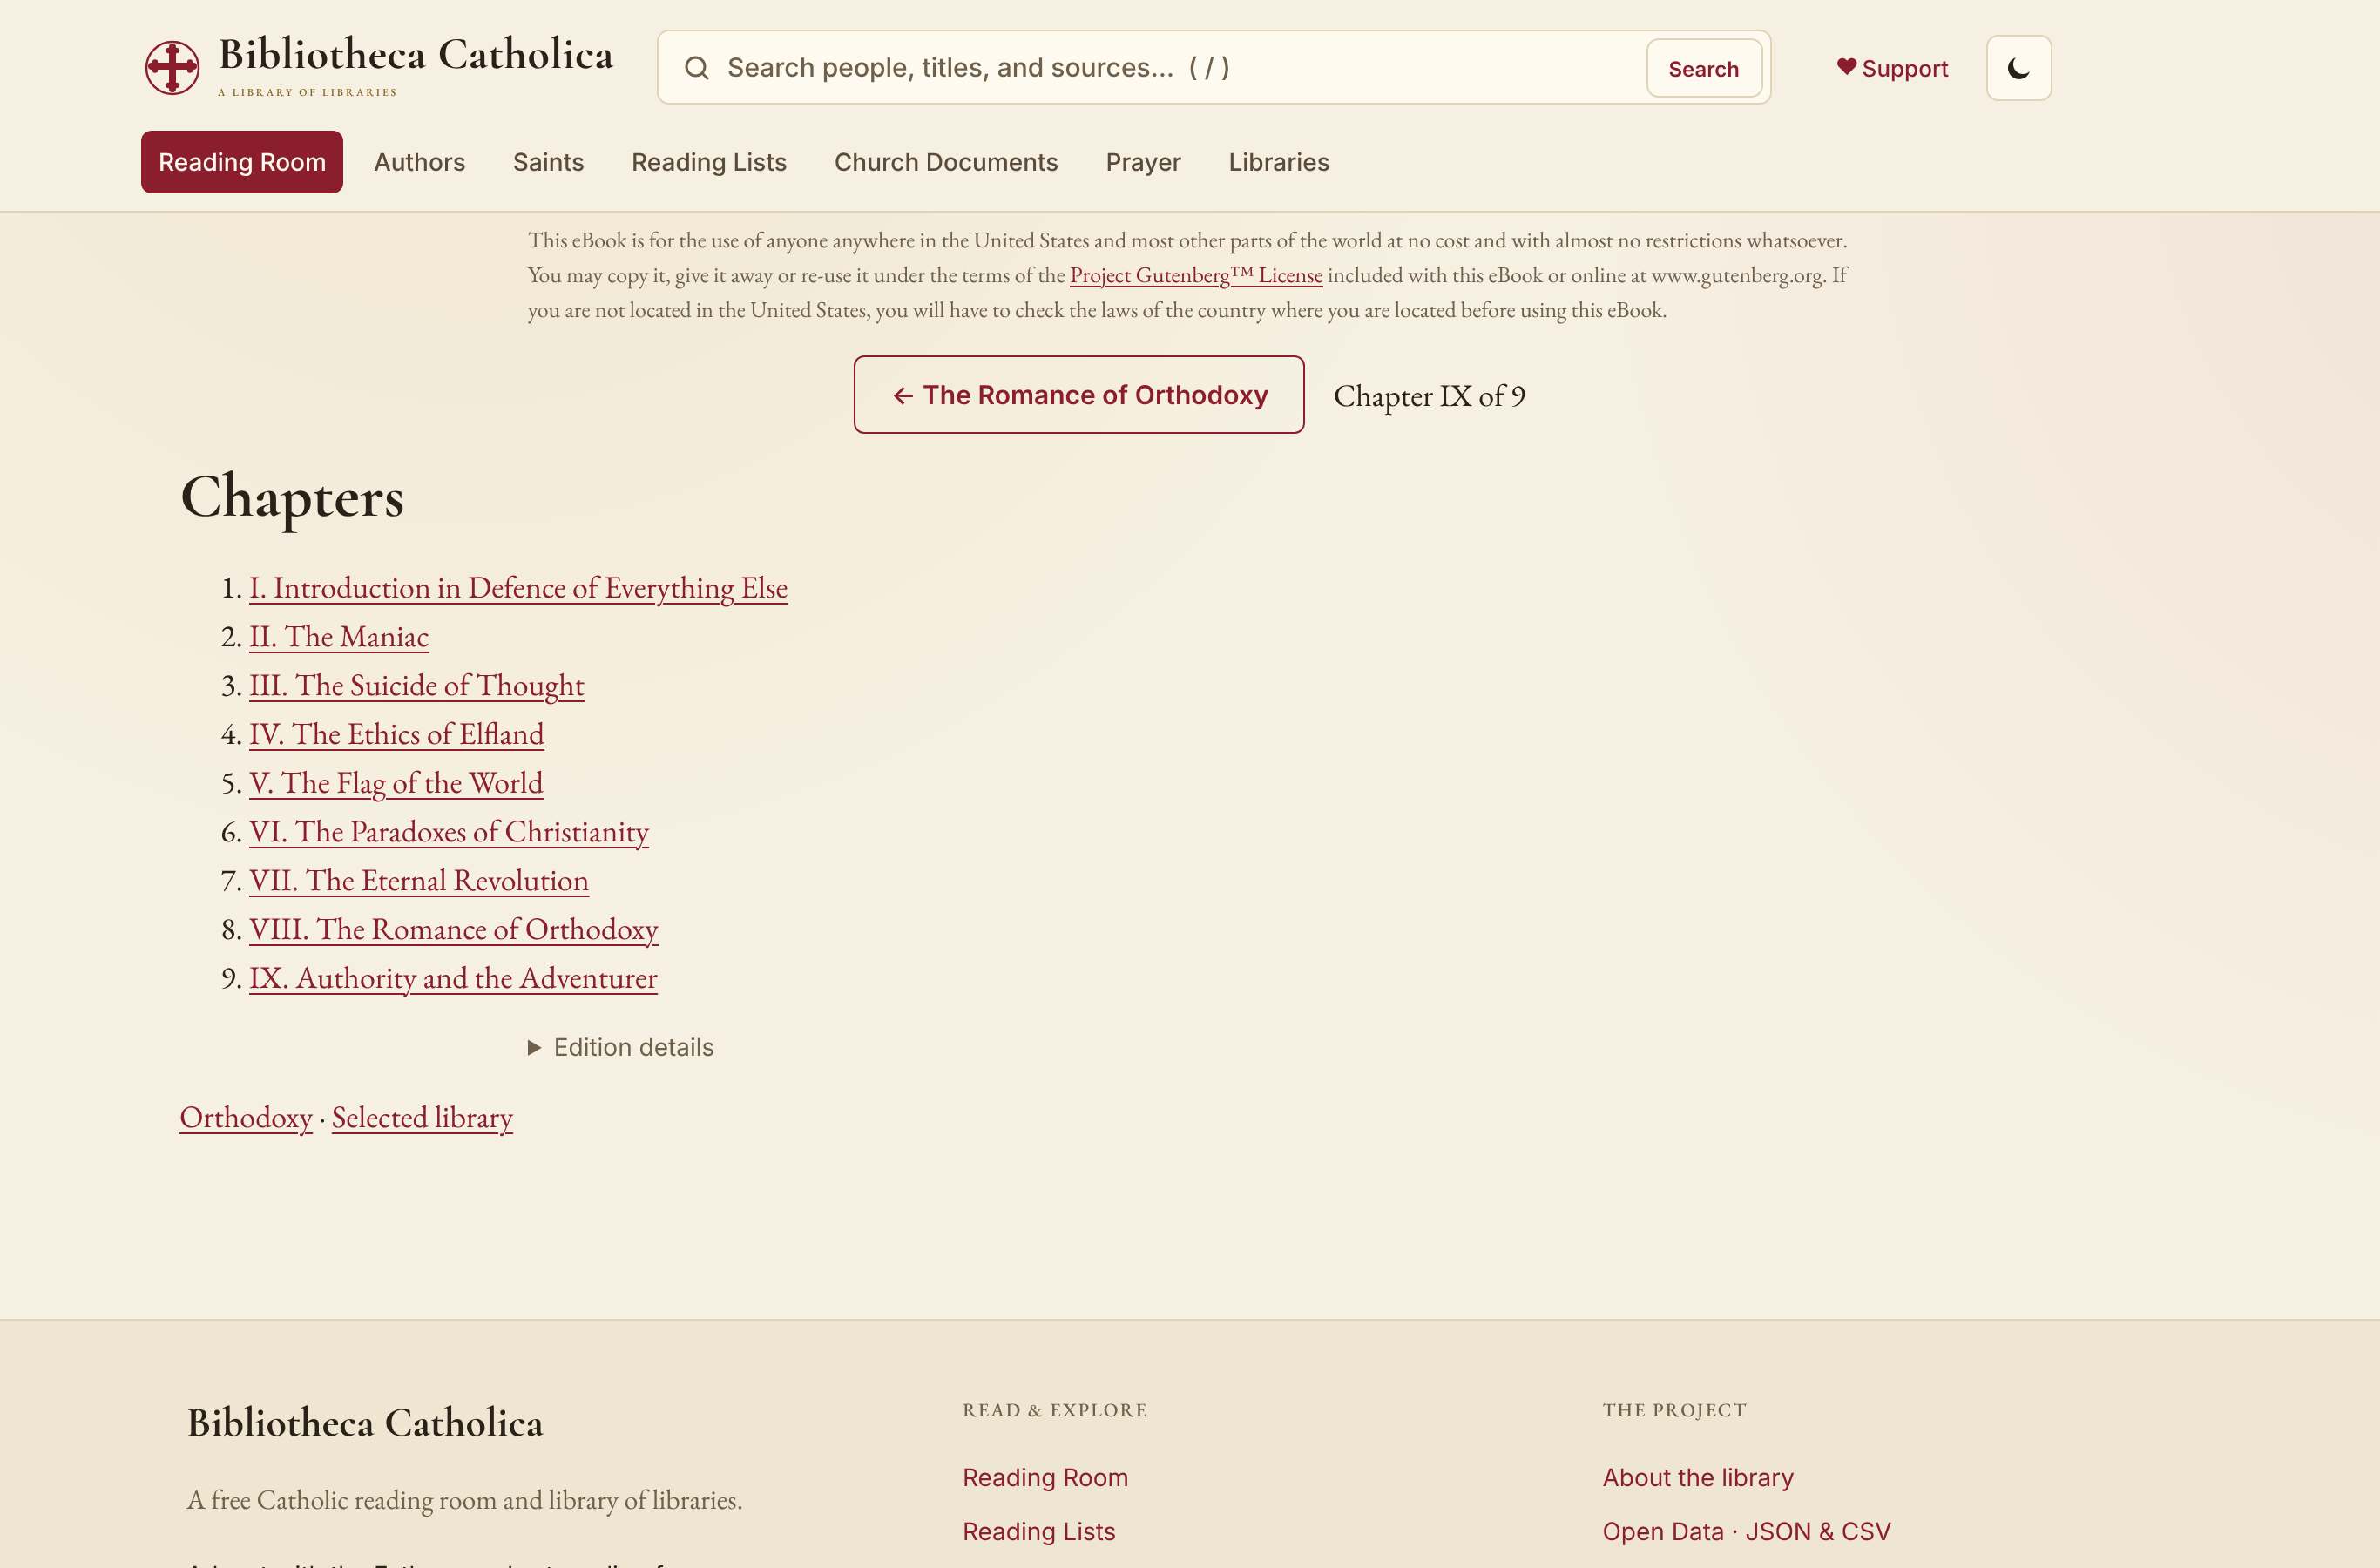 Bibliotheca Catholica
A LIBRARY OF LIBRARIES
Search people, titles, and sources... ( / )
Search
Support
Reading Room
Authors
Saints
Reading Lists
Church Documents
Prayer
Libraries
This eBook is for the use of anyone anywhere in the United States and most other parts of the world at no cost and with almost no restrictions whatsoever.
You may copy it, give it away or re-use it under the terms of the Project Gutenberg™ License included with this eBook or online at www.gutenberg.org. If
you are not located in the United States, you will have to check the laws of the country where you are located before using this eBook.
← The Romance of Orthodoxy
Chapter IX of 9
Chapters
1. I. Introduction in Defence of Everything Else
2. II. The Maniac
3. III. The Suicide of Thought
4. IV. The Ethics of Elfland
5. V. The Flag of the World
6. VI. The Paradoxes of Christianity
7. VII. The Eternal Revolution
8. VIII. The Romance of Orthodoxy
9. IX. Authority and the Adventurer
▶ Edition details
Orthodoxy · Selected library
Bibliotheca Catholica
A free Catholic reading room and library of libraries.
READ & EXPLORE
Reading Room
Reading Lists
THE PROJECT
About the library
Open Data · JSON & CSV